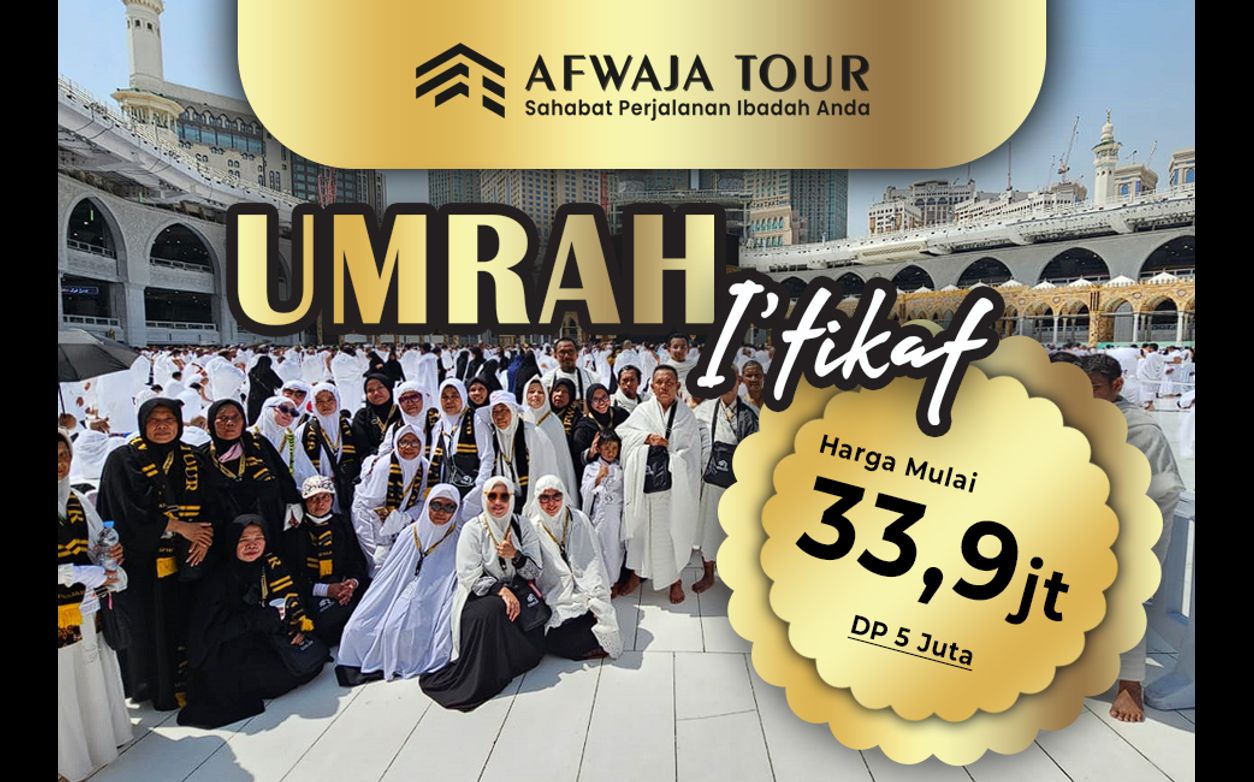 AFWAJA TOUR
Sahabat Perjalanan Ibadah Anda
UMRAH
I'tikaf
Harga Mulai
33,9jt
DP 5 Juta